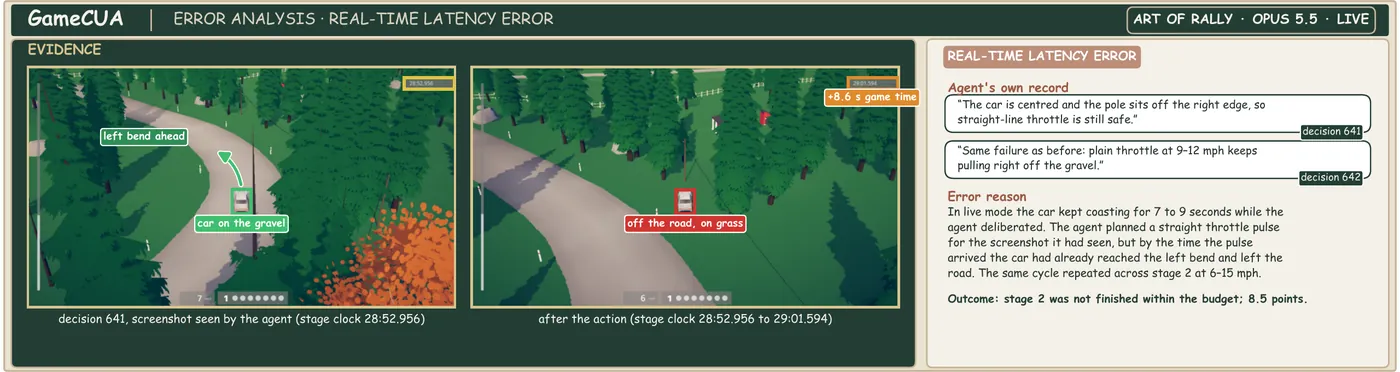 GameCUA | ERROR ANALYSIS · REAL-TIME LATENCY ERROR
ART OF RALLY · OPUS 5.5 · LIVE
EVIDENCE
28:52,956
left bend ahead
car on the gravel
7
1
decision 641, screenshot seen by the agent (stage clock 28:52.956)
29:01,594
+8.6 s game time
off the road, on grass
6
1
after the action (stage clock 28:52.956 to 29:01.594)
REAL-TIME LATENCY ERROR
Agent's own record
"The car is centred and the pole sits off the right edge, so
straight-line throttle is still safe."
decision 641
"Same failure as before: plain throttle at 9–12 mph keeps
pulling right off the gravel."
decision 642
Error reason
In live mode the car kept coasting for 7 to 9 seconds while the
agent deliberated. The agent planned a straight throttle pulse
for the screenshot it had seen, but by the time the pulse
arrived the car had already reached the left bend and left the
road. The same cycle repeated across stage 2 at 6–15 mph.
Outcome: stage 2 was not finished within the budget; 8.5 points.